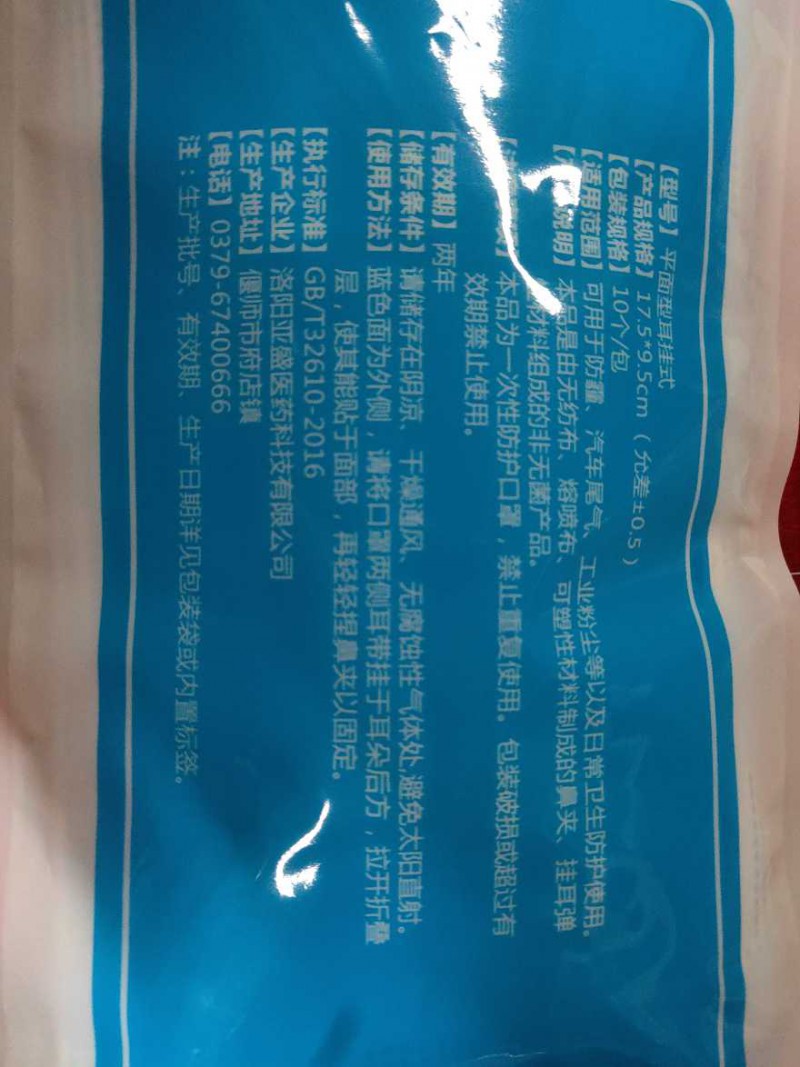 【型号】平面型耳挂式
【产品规格】17.5*9.5cm（允差±0.5）
【包装规格】10个/包
【适用范围】可用于防霾、汽车尾气、工业粉尘等以及日常卫生防护使用。
说明】本品是由无纺布、熔喷布、可塑性材料制成的鼻夹、挂耳弹
料组成的非无菌产品。
】本品为一次性防护口罩，禁止重复使用。包装破损或超过有
效期禁止使用。
【有效期】两年
【储存条件】请储存在阴凉、干燥通风、无腐蚀性气体处,避免太阳直射。
【使用方法】蓝色面为外侧，请将口罩两侧耳带挂于耳朵后方，拉开折叠
层，使其能贴于面部，再轻轻捏鼻夹以固定。
【执行标准】GB/T32610-2016
【生产企业】洛阳亚盛医药科技有限公司
【生产地址】偃师市府店镇
【电话】0379-67400666
注：生产批号、有效期、生产日期详见包装袋或内置标签。